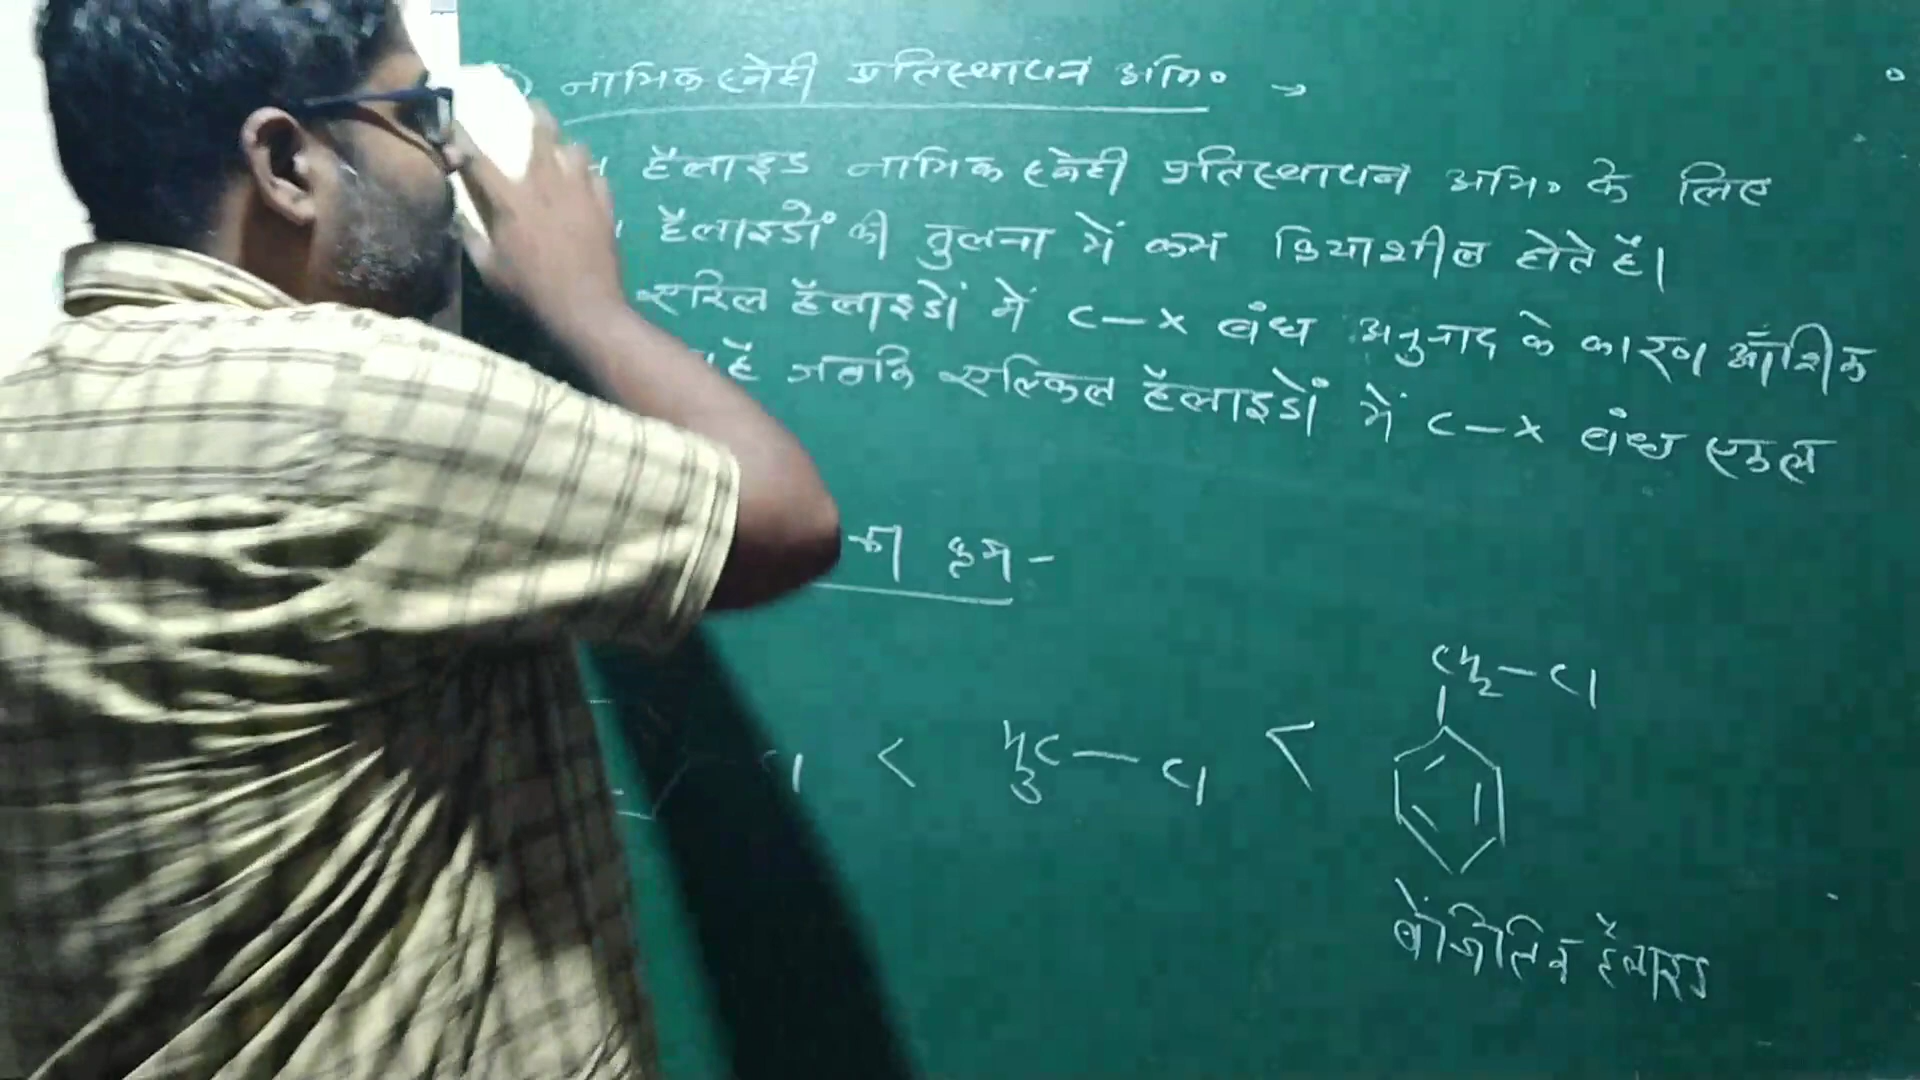 नाभिकस्नेही प्रतिस्थापन अभि० →
हैलाइड नाभिकस्नेही प्रतिस्थापन अभि० के लिए
हैलाइडों की तुलना में कम क्रियाशील होते हैं।
एरिल हैलाइडों में C-X बंध अनुनाद के कारण आंशिक
है जबकि एल्किल हैलाइडों में C-X बंध एकल
की क्रम -
CH2-Cl
Cl < H3C-Cl <
हैलाइड